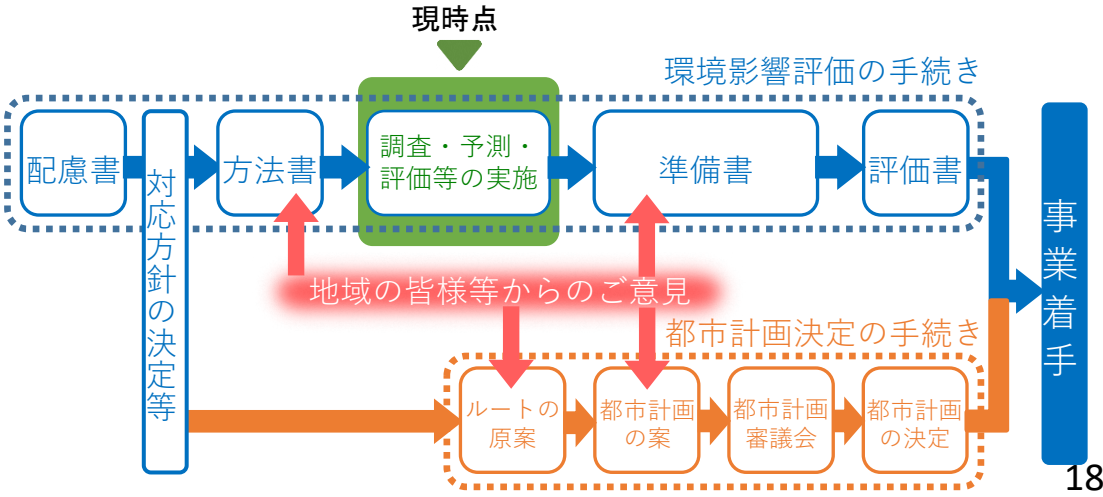 現時点
環境影響評価の手続き
配慮書
対応方針の決定等
方法書
調査・予測・
評価等の実施
準備書
評価書
事業着手
地域の皆様等からのご意見
都市計画決定の手続き
ルートの
原案
都市計画
の案
都市計画
審議会
都市計画
の決定
18